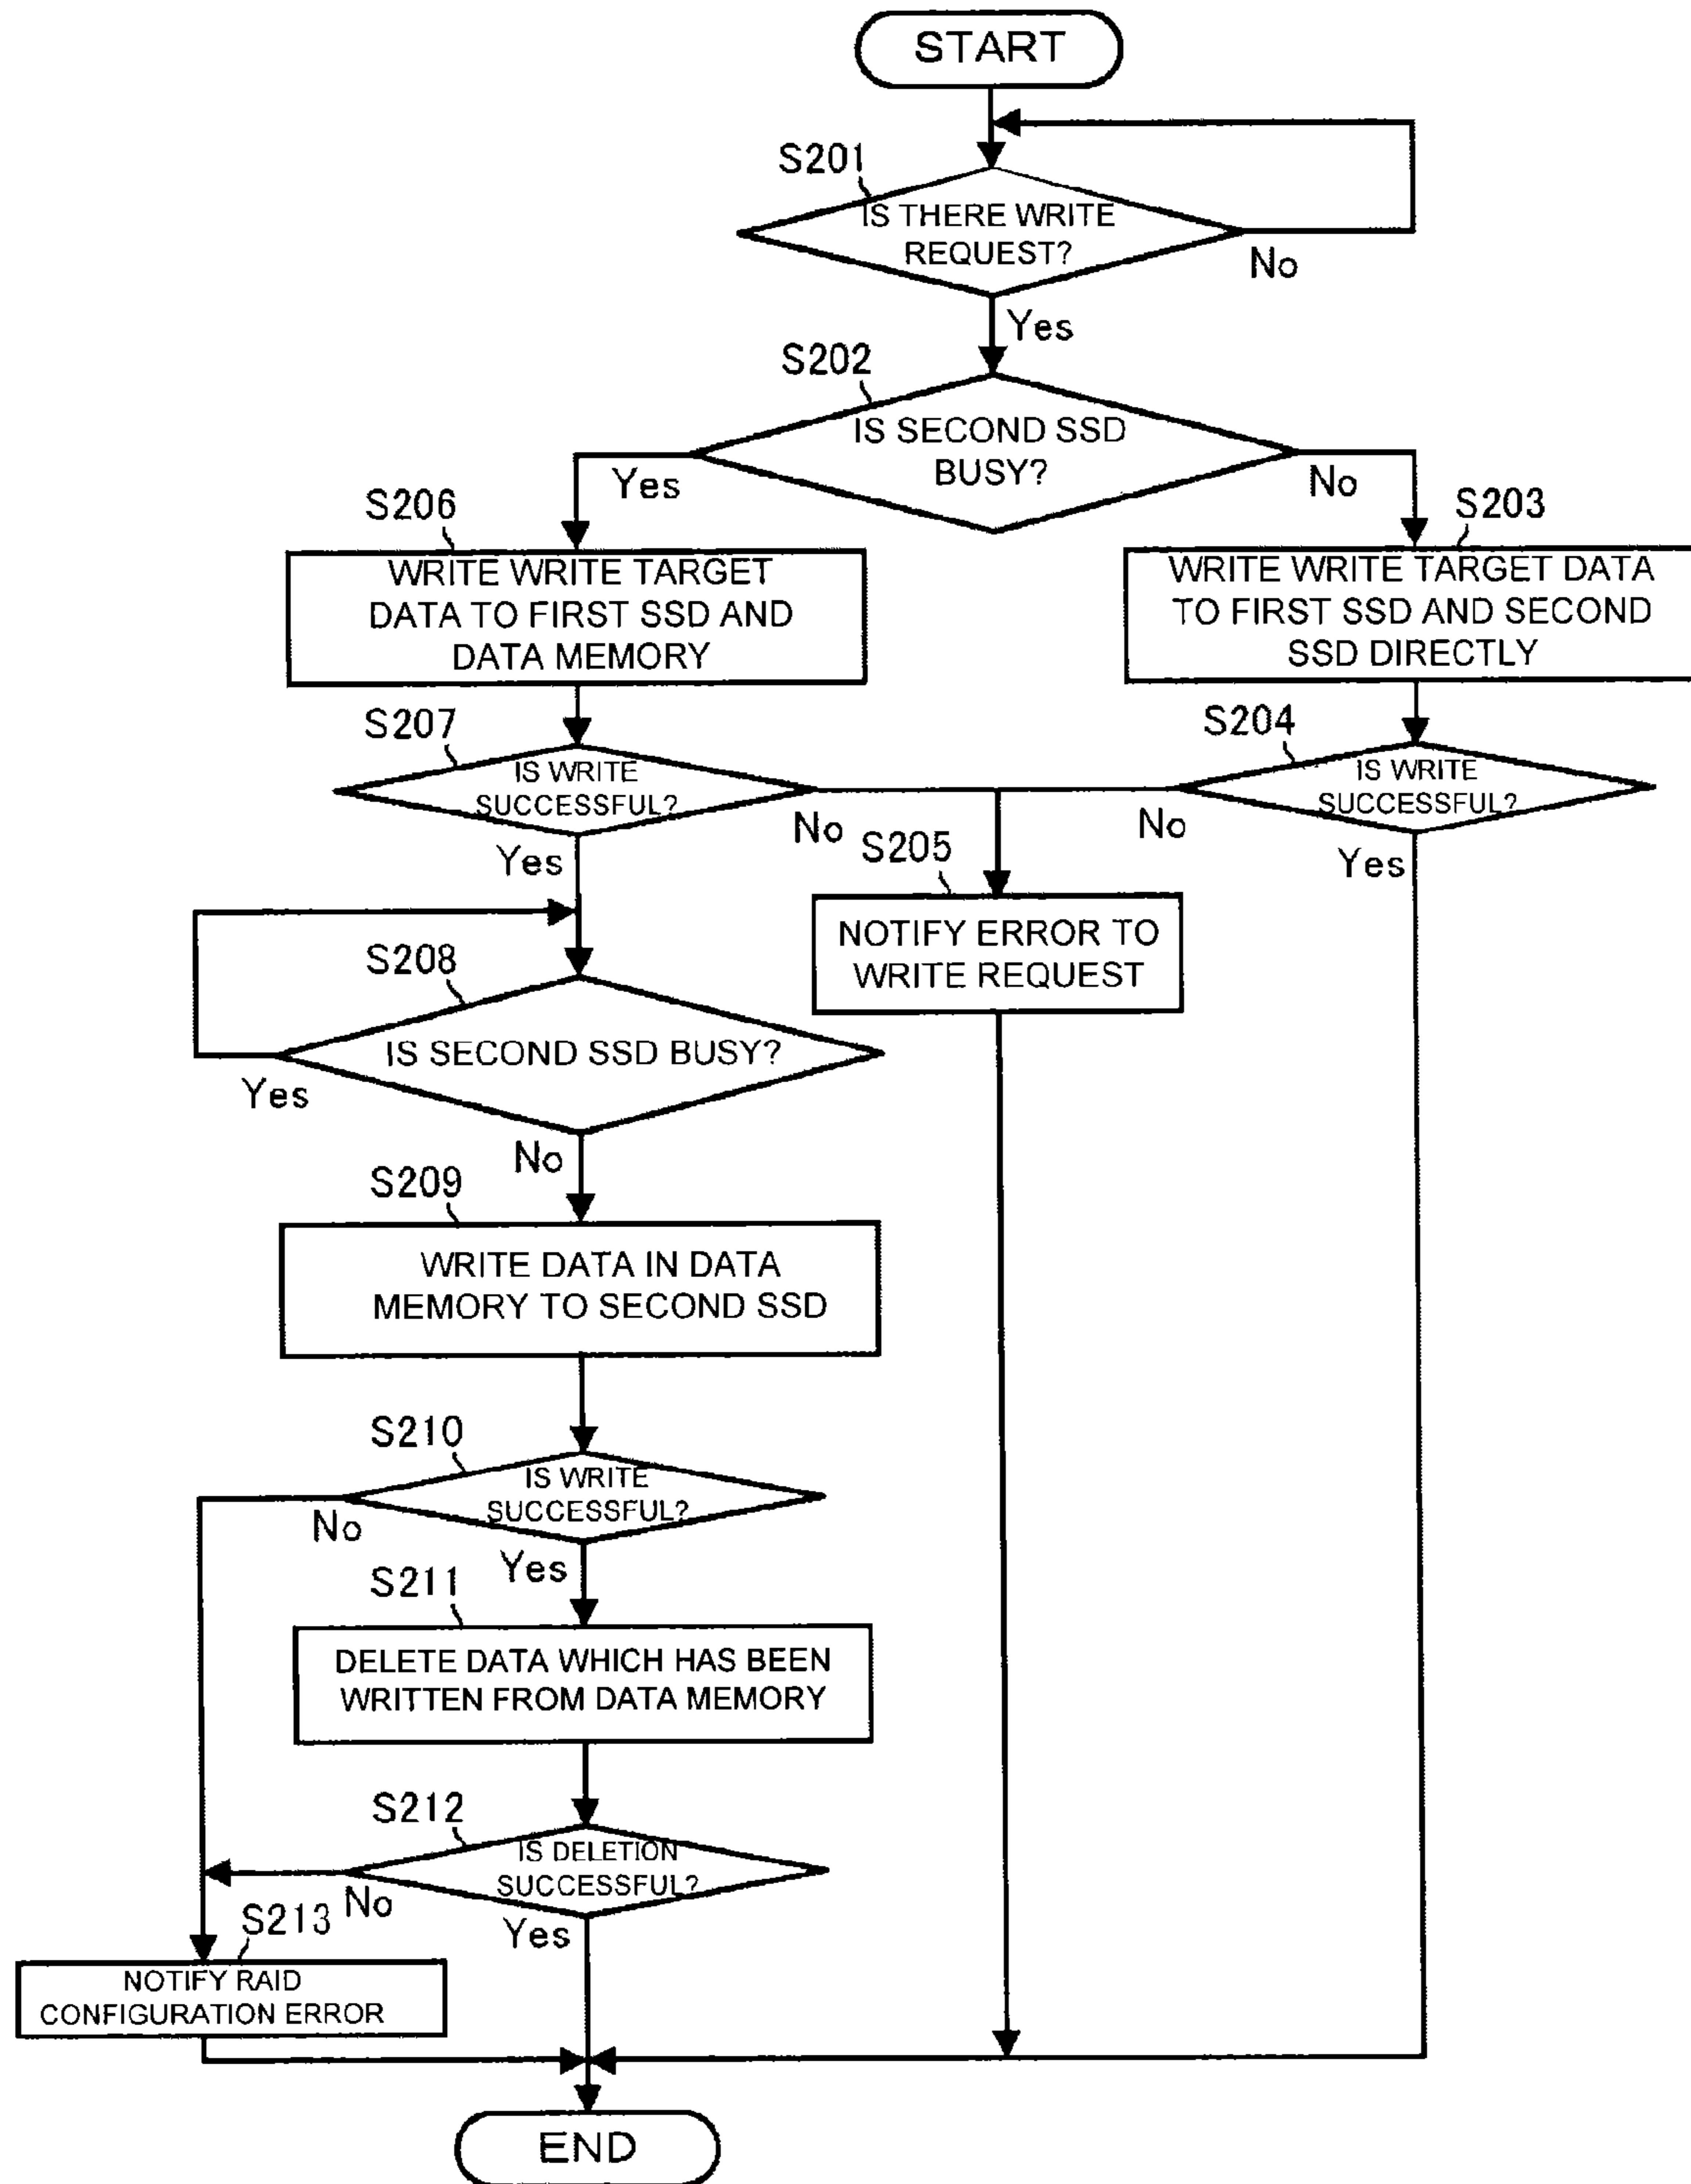 START
S201
IS THERE WRITE
REQUEST?
No
Yes
S202
IS SECOND SSD
BUSY?
Yes
No
S206
WRITE WRITE TARGET
DATA TO FIRST SSD AND
DATA MEMORY
S203
WRITE WRITE TARGET DATA
TO FIRST SSD AND SECOND
SSD DIRECTLY
S207
IS WRITE
SUCCESSFUL?
No
Yes
S204
IS WRITE
SUCCESSFUL?
No
Yes
S205
NOTIFY ERROR TO
WRITE REQUEST
S208
IS SECOND SSD BUSY?
Yes
No
S209
WRITE DATA IN DATA
MEMORY TO SECOND SSD
S210
IS WRITE
SUCCESSFUL?
No
Yes
S211
DELETE DATA WHICH HAS BEEN
WRITTEN FROM DATA MEMORY
S212
IS DELETION
SUCCESSFUL?
No
Yes
S213
NOTIFY RAID
CONFIGURATION ERROR
END